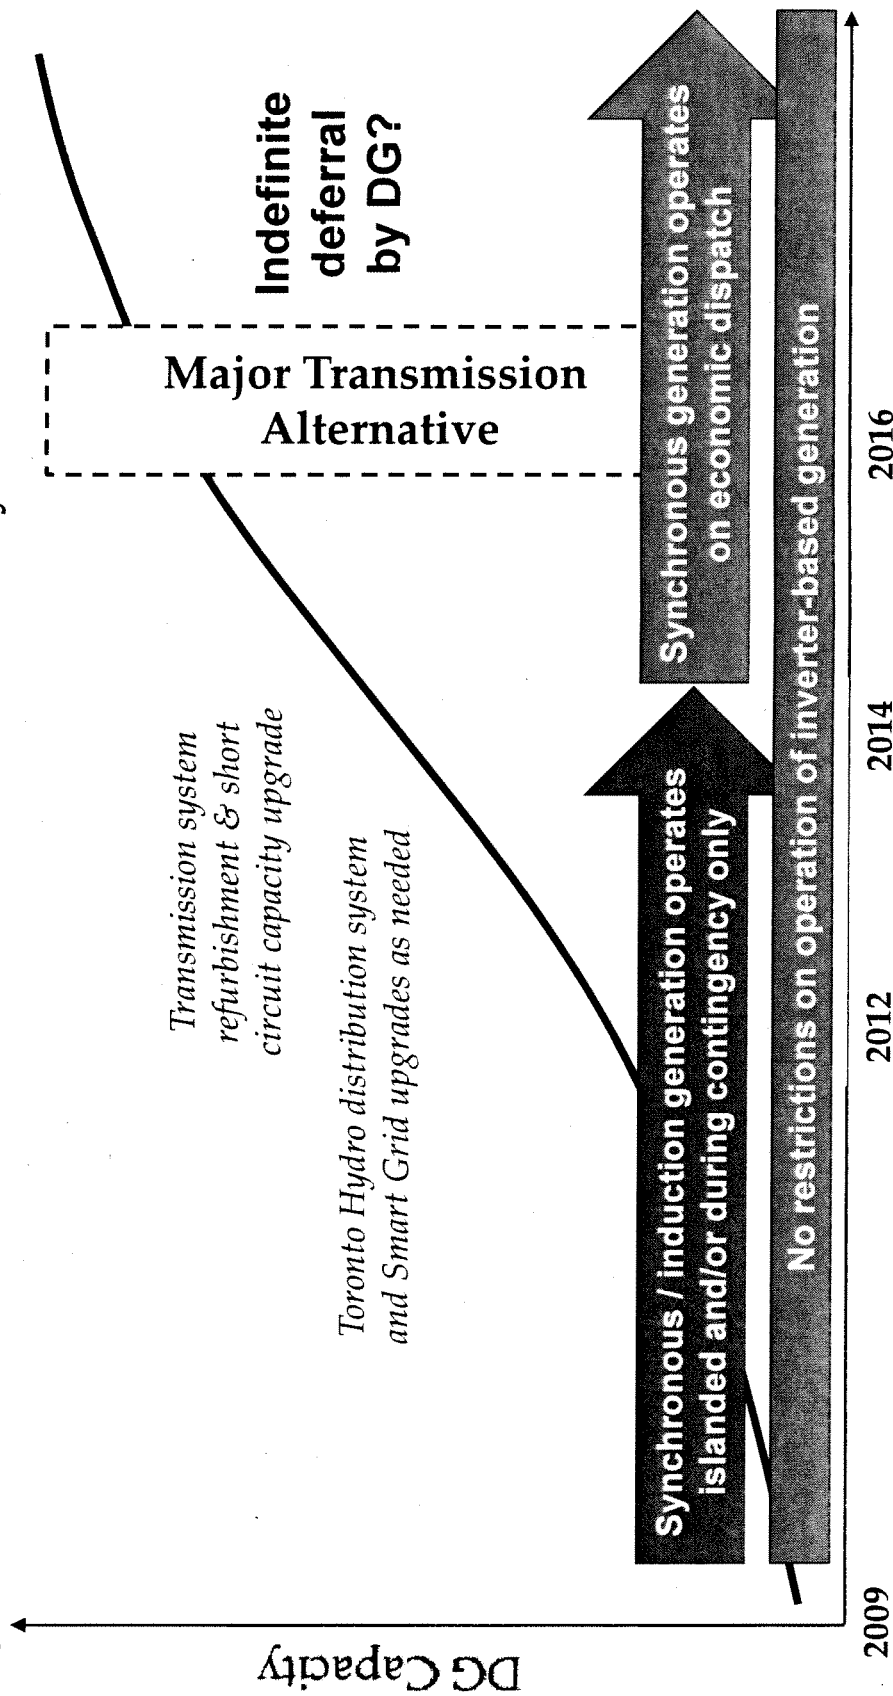 DG Capacity
Transmission system
refurbishment & short
circuit capacity upgrade
Toronto Hydro distribution system
and Smart Grid upgrades as needed
Major Transmission
Alternative
Indefinite
deferral
by DG?
Synchronous / induction generation operates
islanded and/or during contingency only
Synchronous generation operates
on economic dispatch
No restrictions on operation of inverter-based generation
2009
2012
2014
2016